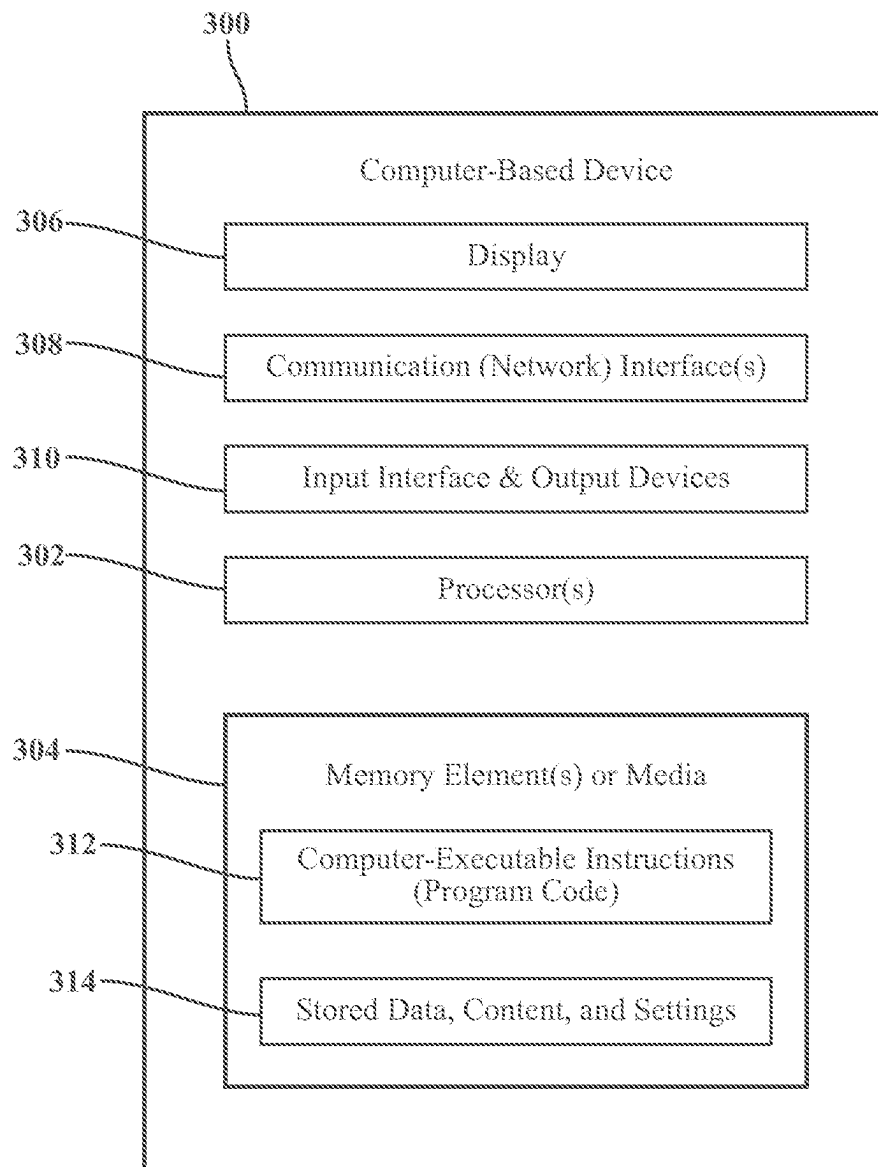 300
Computer-Based Device
306
Display
308
Communication (Network) Interface(s)
310
Input Interface & Output Devices
302
Processor(s)
304
Memory Element(s) or Media
312
Computer-Executable Instructions
(Program Code)
314
Stored Data, Content, and Settings